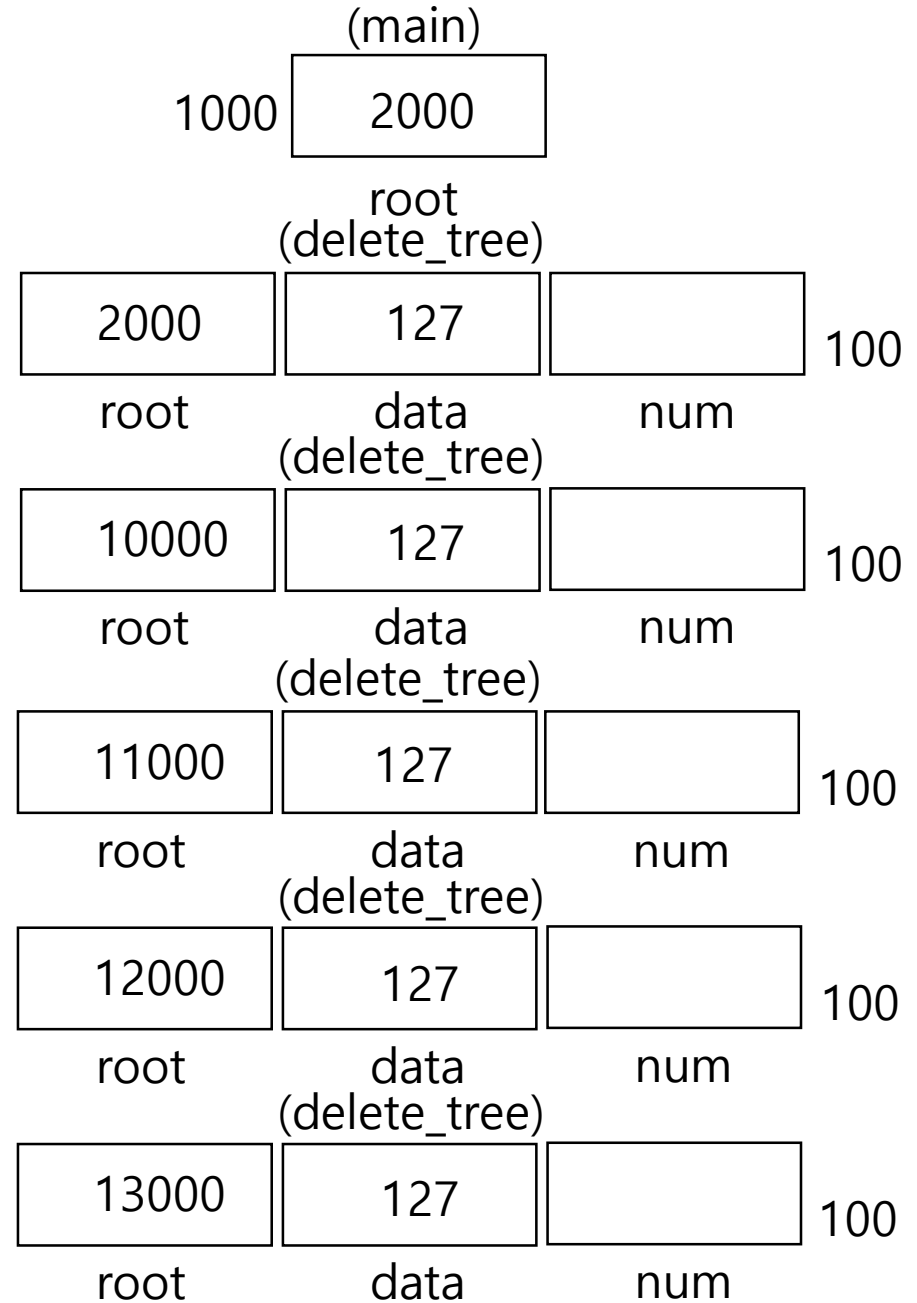 (main)
1000 2000
root
(delete_tree)
2000 127 100
root data num
(delete_tree)
10000 127 100
root data num
(delete_tree)
11000 127 100
root data num
(delete_tree)
12000 127 100
root data num
(delete_tree)
13000 127 100
root data num